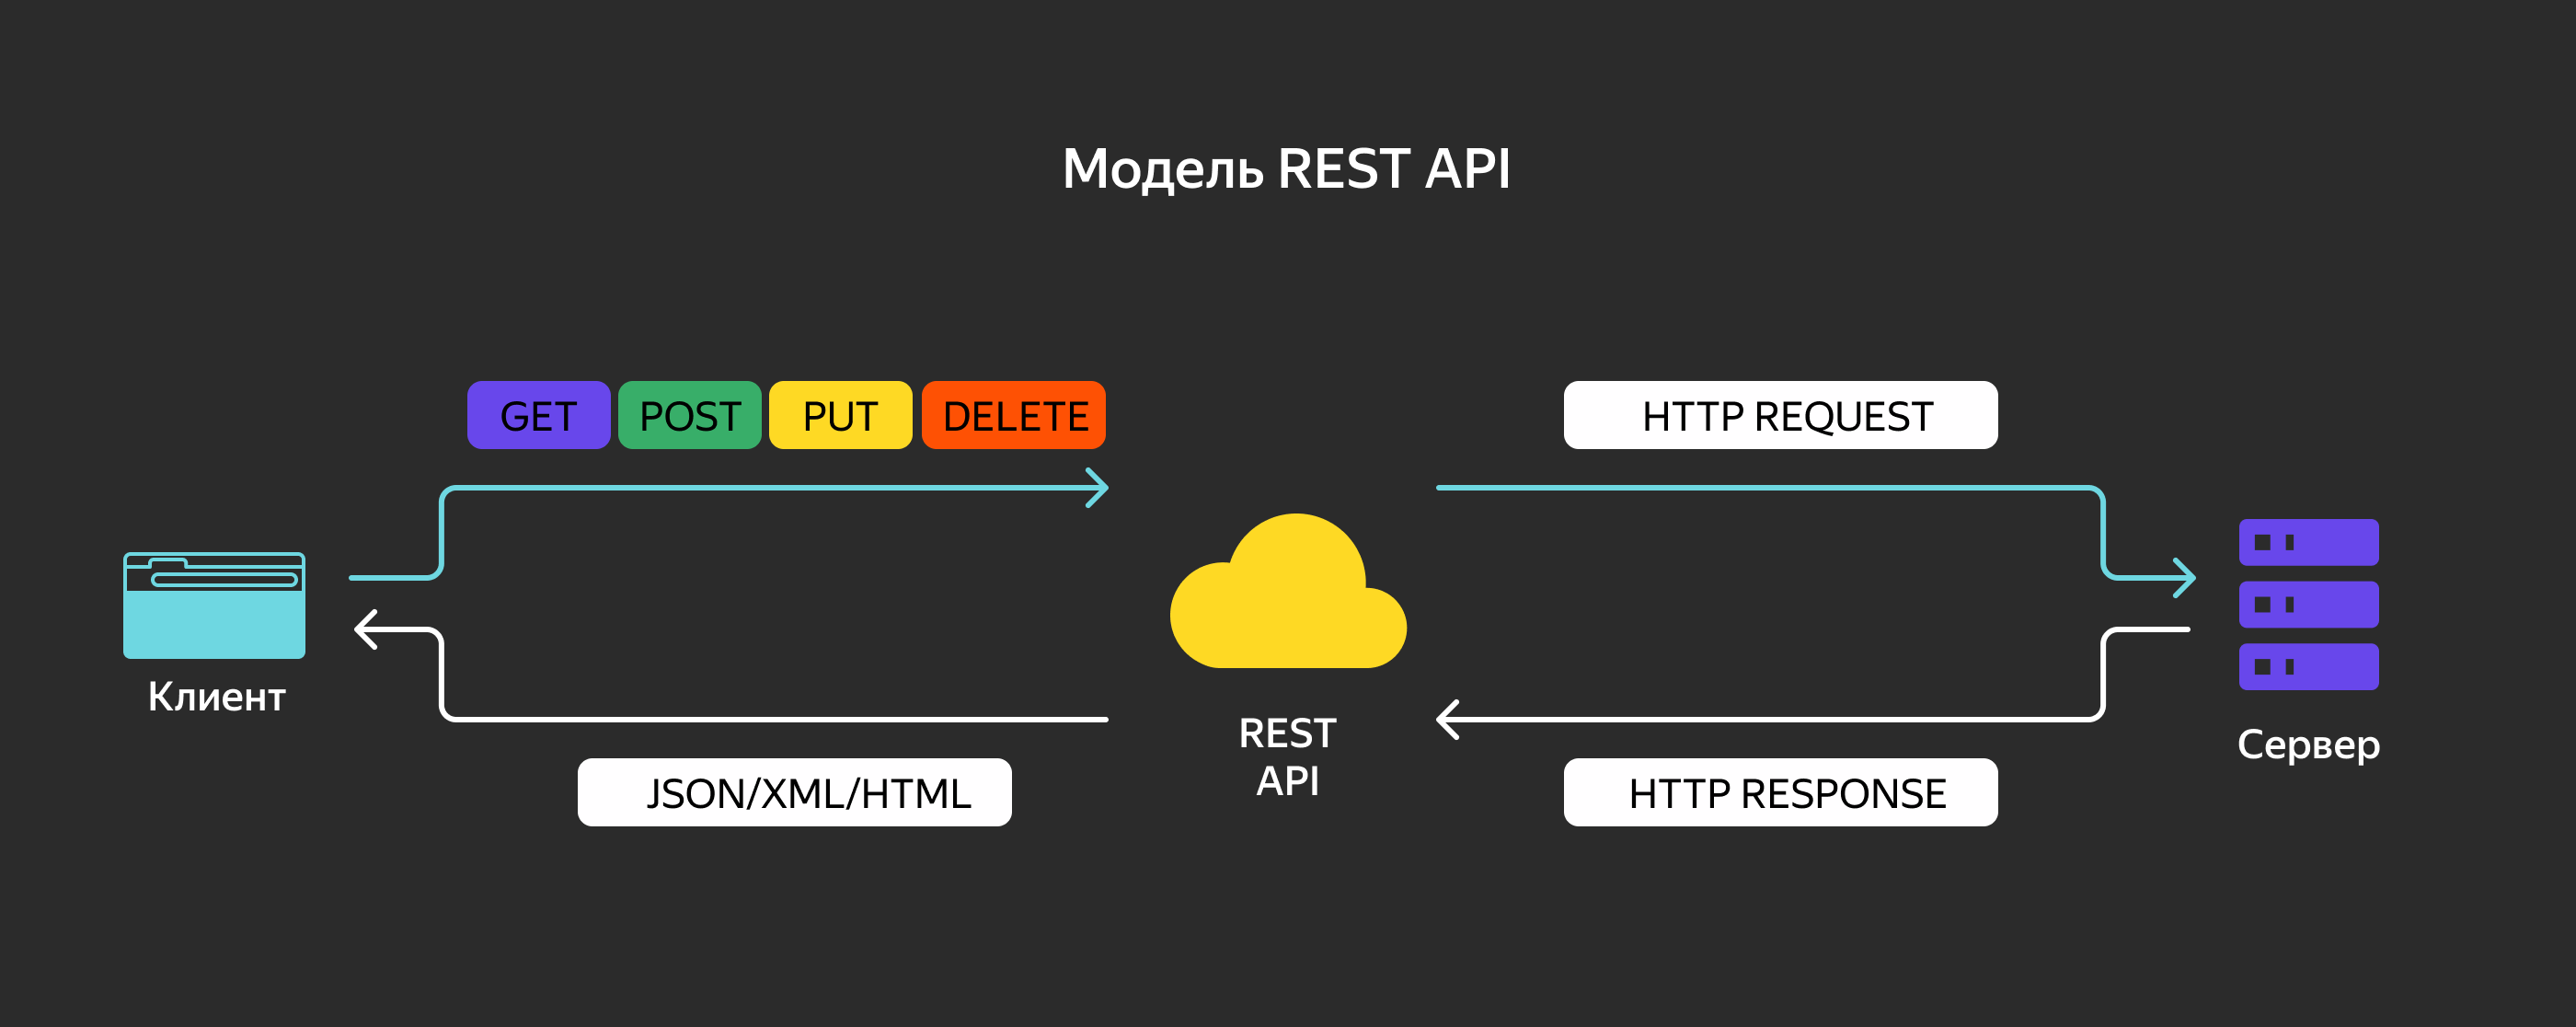 Модель REST API
GET POST PUT DELETE
HTTP REQUEST
Клиент
REST
API
Сервер
JSON/XML/HTML
HTTP RESPONSE